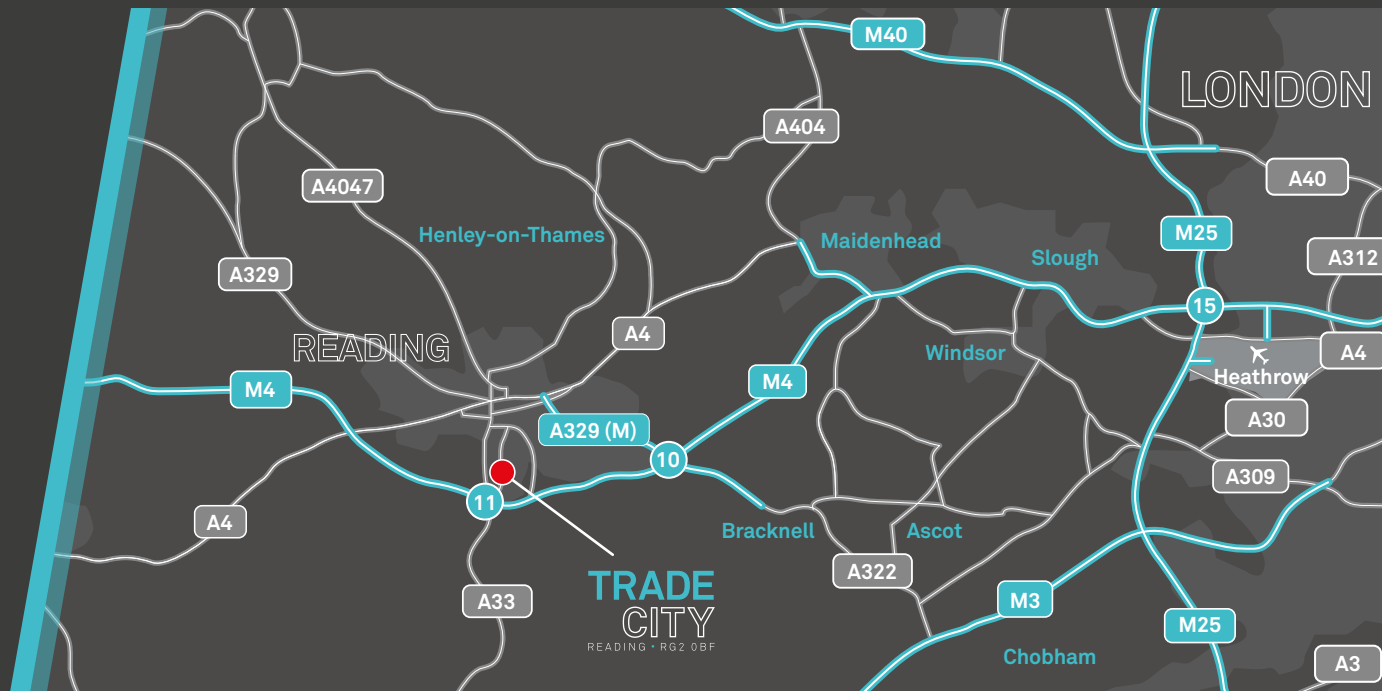 M40
LONDON
A404
A4047
A40
Henley-on-Thames
Maidenhead
M25
Slough
A312
A329
15
READING
A4
Windsor
A4
Heathrow
M4
M4
A30
A329 (M)
10
A309
11
A4
Bracknell
Ascot
A322
TRADE
CITY
READING • RG2 0BF
A33
M3
M25
Chobham
A3